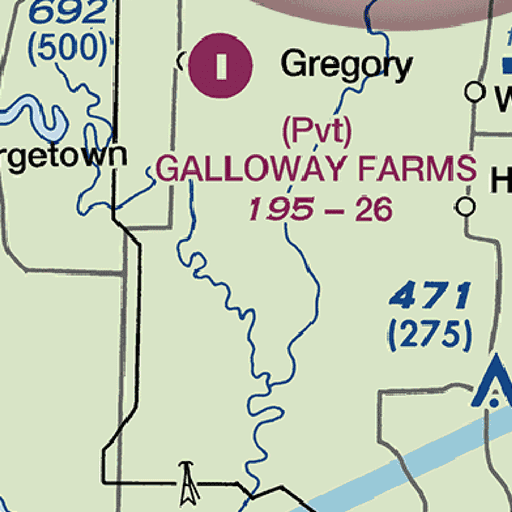 692
(500)
Gregory
(Pvt)
rgetown
GALLOWAY FARMS
195 – 26
W
H
471
(275)